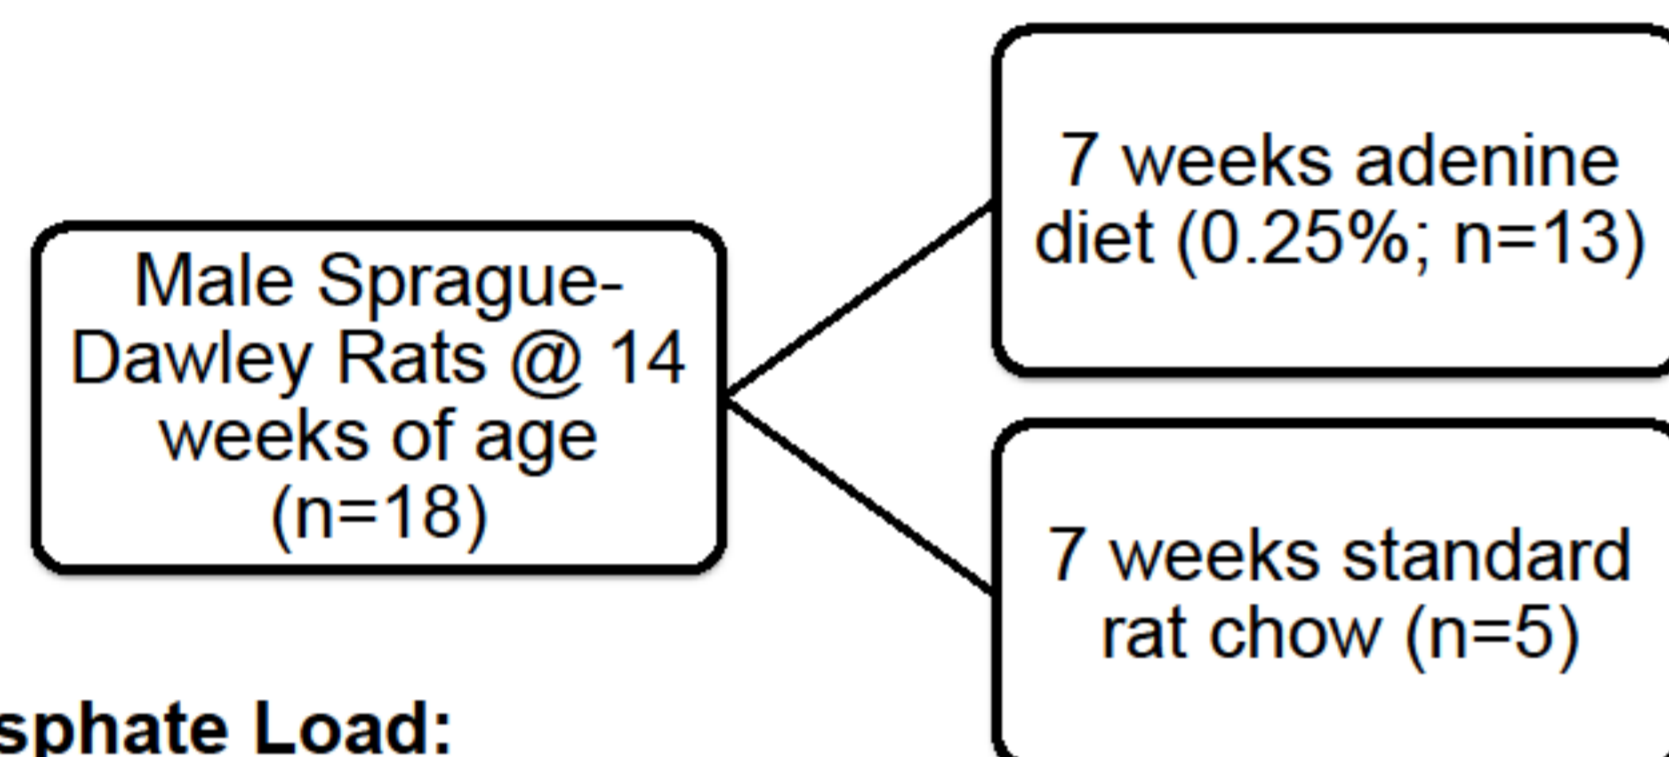 Male Sprague-
Dawley Rats @ 14
weeks of age
(n=18)
7 weeks adenine
diet (0.25%; n=13)
7 weeks standard
rat chow (n=5)
Load: